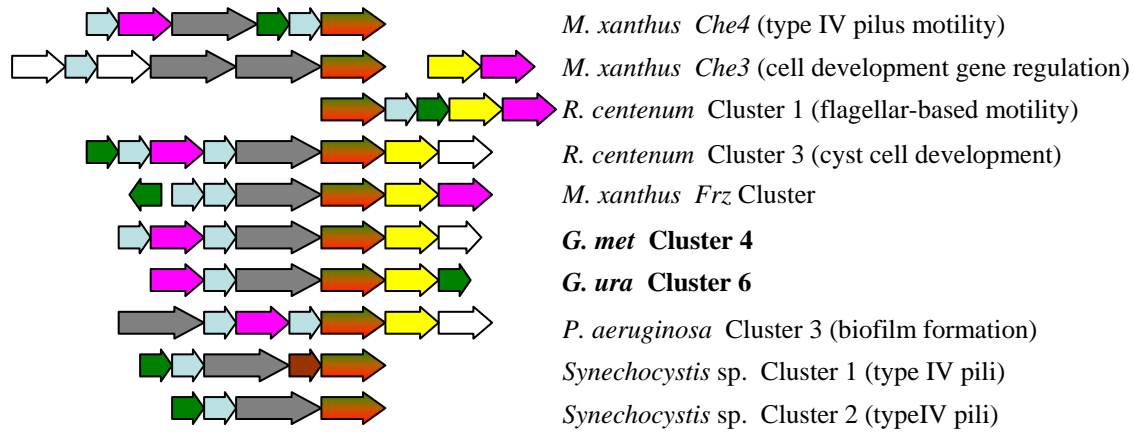 M. xanthus Che4 (type IV pilus motility)
M. xanthus Che3 (cell development gene regulation)
R. centenum Cluster 1 (flagellar-based motility)
R. centenum Cluster 3 (cyst cell development)
M. xanthus Frz Cluster
G. met Cluster 4
G. ura Cluster 6
P. aeruginosa Cluster 3 (biofilm formation)
Synechocystis sp. Cluster 1 (type IV pili)
Synechocystis sp. Cluster 2 (typeIV pili)